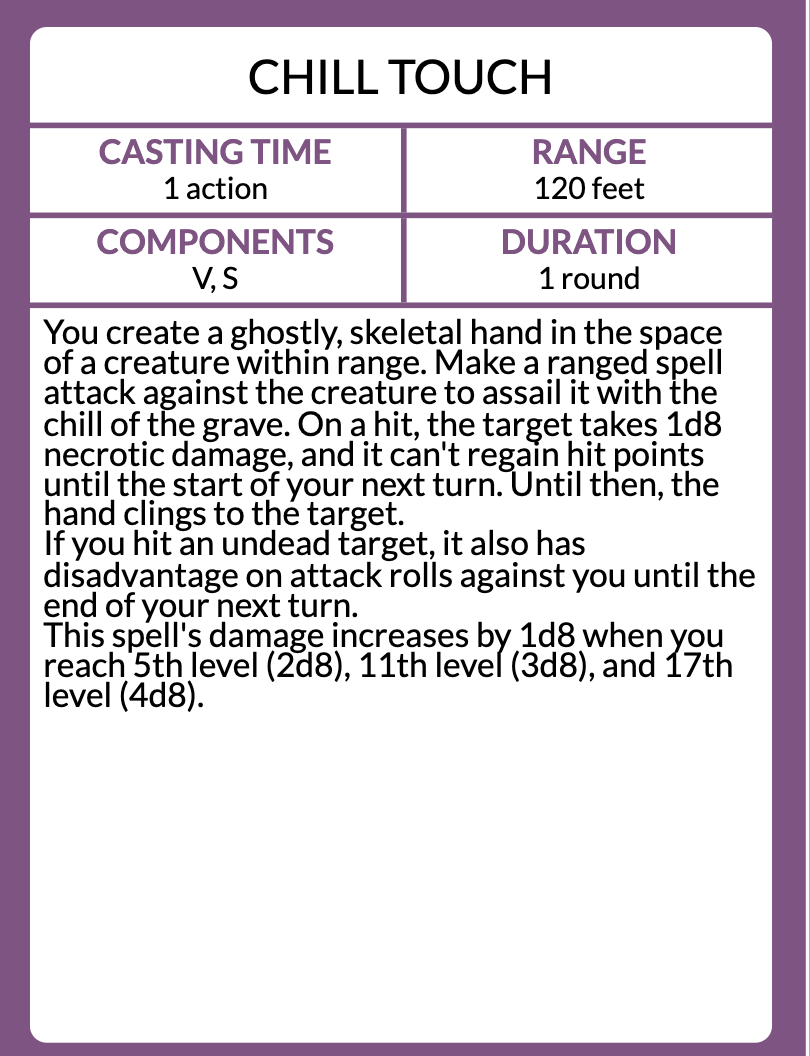 CHILL TOUCH
CASTING TIME
1 action
RANGE
120 feet
COMPONENTS
V, S
DURATION
1 round
You create a ghostly, skeletal hand in the space
of a creature within range. Make a ranged spell
attack against the creature to assail it with the
chill of the grave. On a hit, the target takes 1d8
necrotic damage, and it can't regain hit points
until the start of your next turn. Until then, the
hand clings to the target.
If you hit an undead target, it also has
disadvantage on attack rolls against you until the
end of your next turn.
This spell's damage increases by 1d8 when you
reach 5th level (2d8), 11th level (3d8), and 17th
level (4d8).